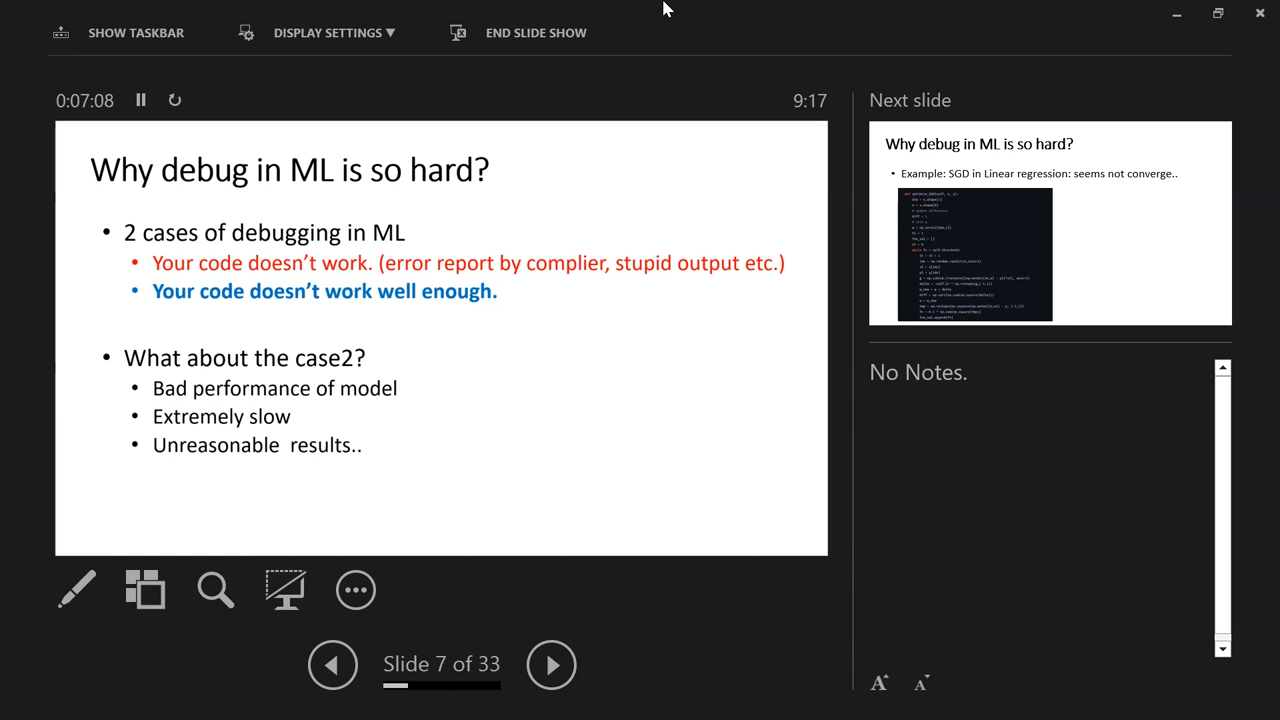 SHOW TASKBAR
DISPLAY SETTINGS ▼
END SLIDE SHOW
0:07:08
9:17
Why debug in ML is so hard?
• 2 cases of debugging in ML
• Your code doesn't work. (error report by complier, stupid output etc.)
• Your code doesn't work well enough.
• What about the case2?
• Bad performance of model
• Extremely slow
• Unreasonable  results..
Slide 7 of 33
Next slide
Why debug in ML is so hard?
• Example: SGD in Linear regression: seems not converge..
No Notes.
A
A